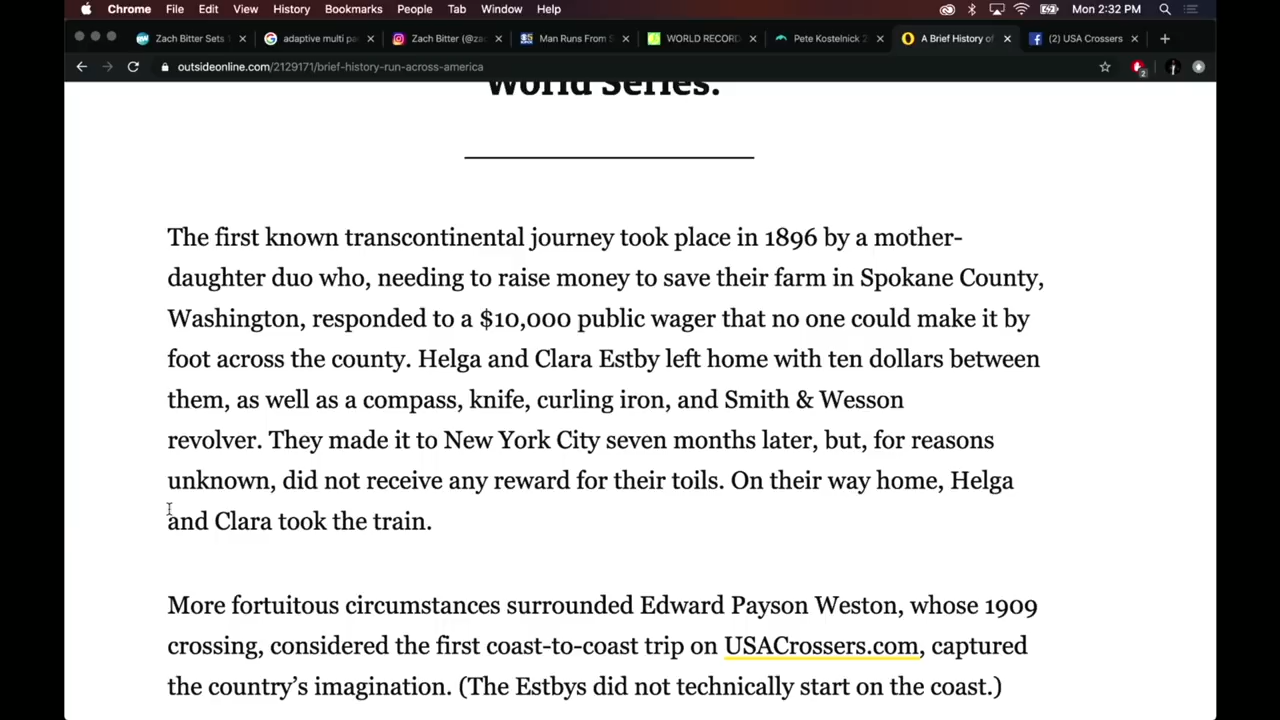 Chrome File Edit View History Bookmarks People Tab Window Help Mon 2:32 PM
Zach Bitter Sets adaptive multi pa Zach Bitter (@za Man Runs From S WORLD RECORD Pete Kostelnick 2 A Brief History of (2) USA Crossers
outsideonline.com/2129171/brief-history-run-across-america 2
World Series.
The first known transcontinental journey took place in 1896 by a mother-
daughter duo who, needing to raise money to save their farm in Spokane County,
Washington, responded to a $10,000 public wager that no one could make it by
foot across the county. Helga and Clara Estby left home with ten dollars between
them, as well as a compass, knife, curling iron, and Smith & Wesson
revolver. They made it to New York City seven months later, but, for reasons
unknown, did not receive any reward for their toils. On their way home, Helga
and Clara took the train.
More fortuitous circumstances surrounded Edward Payson Weston, whose 1909
crossing, considered the first coast-to-coast trip on USACrossers.com, captured
the country’s imagination. (The Estbys did not technically start on the coast.)